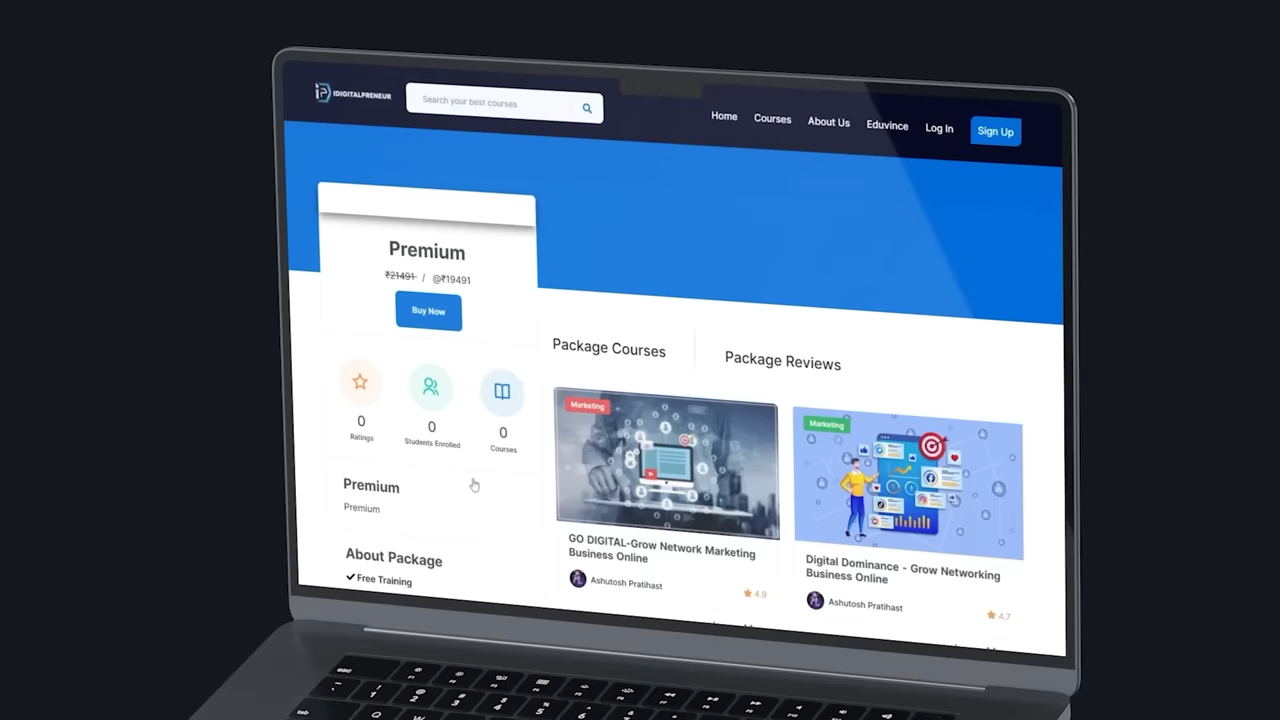 IDIGITALPRENEUR
Search your best courses
Home
Courses
About Us
Eduvince
Log In
Sign Up
Premium
₹21491 / @₹19491
Buy Now
0
Ratings
0
Students Enrolled
0
Courses
Premium
Premium
About Package
Free Training
Package Courses
Package Reviews
Marketing
GO DIGITAL-Grow Network Marketing
Business Online
Ashutosh Pratihast
4.9
Marketing
Digital Dominance - Grow Networking
Business Online
Ashutosh Pratihast
4.7
esc
tab
Q
W